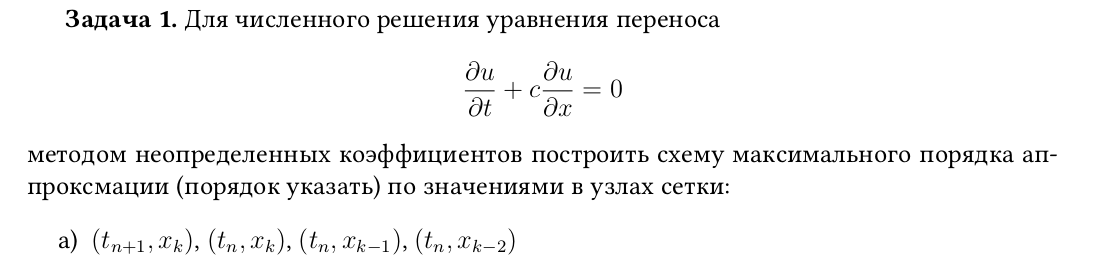 Задача 1. Для численного решения уравнения переноса
∂u/∂t + c ∂u/∂x = 0
методом неопределенных коэффициентов построить схему максимального порядка ап-
проксмации (порядок указать) по значениями в узлах сетки:
а) (t_{n+1}, x_k), (t_n, x_k), (t_n, x_{k−1}), (t_n, x_{k−2})